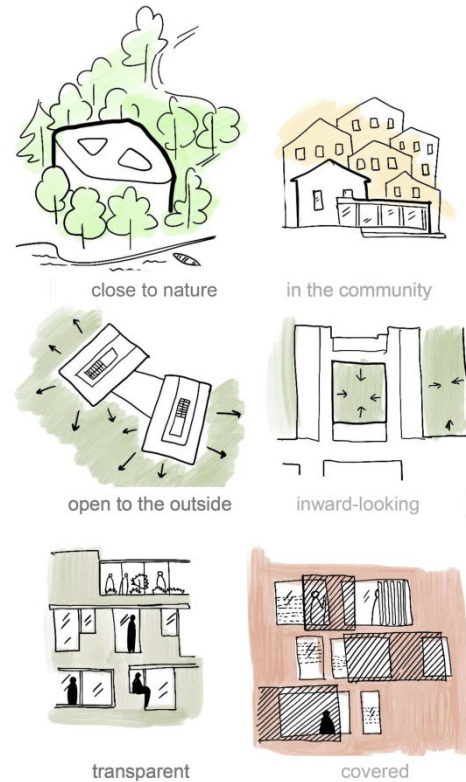 close to nature
in the community
open to the outside
inward-looking
transparent
covered